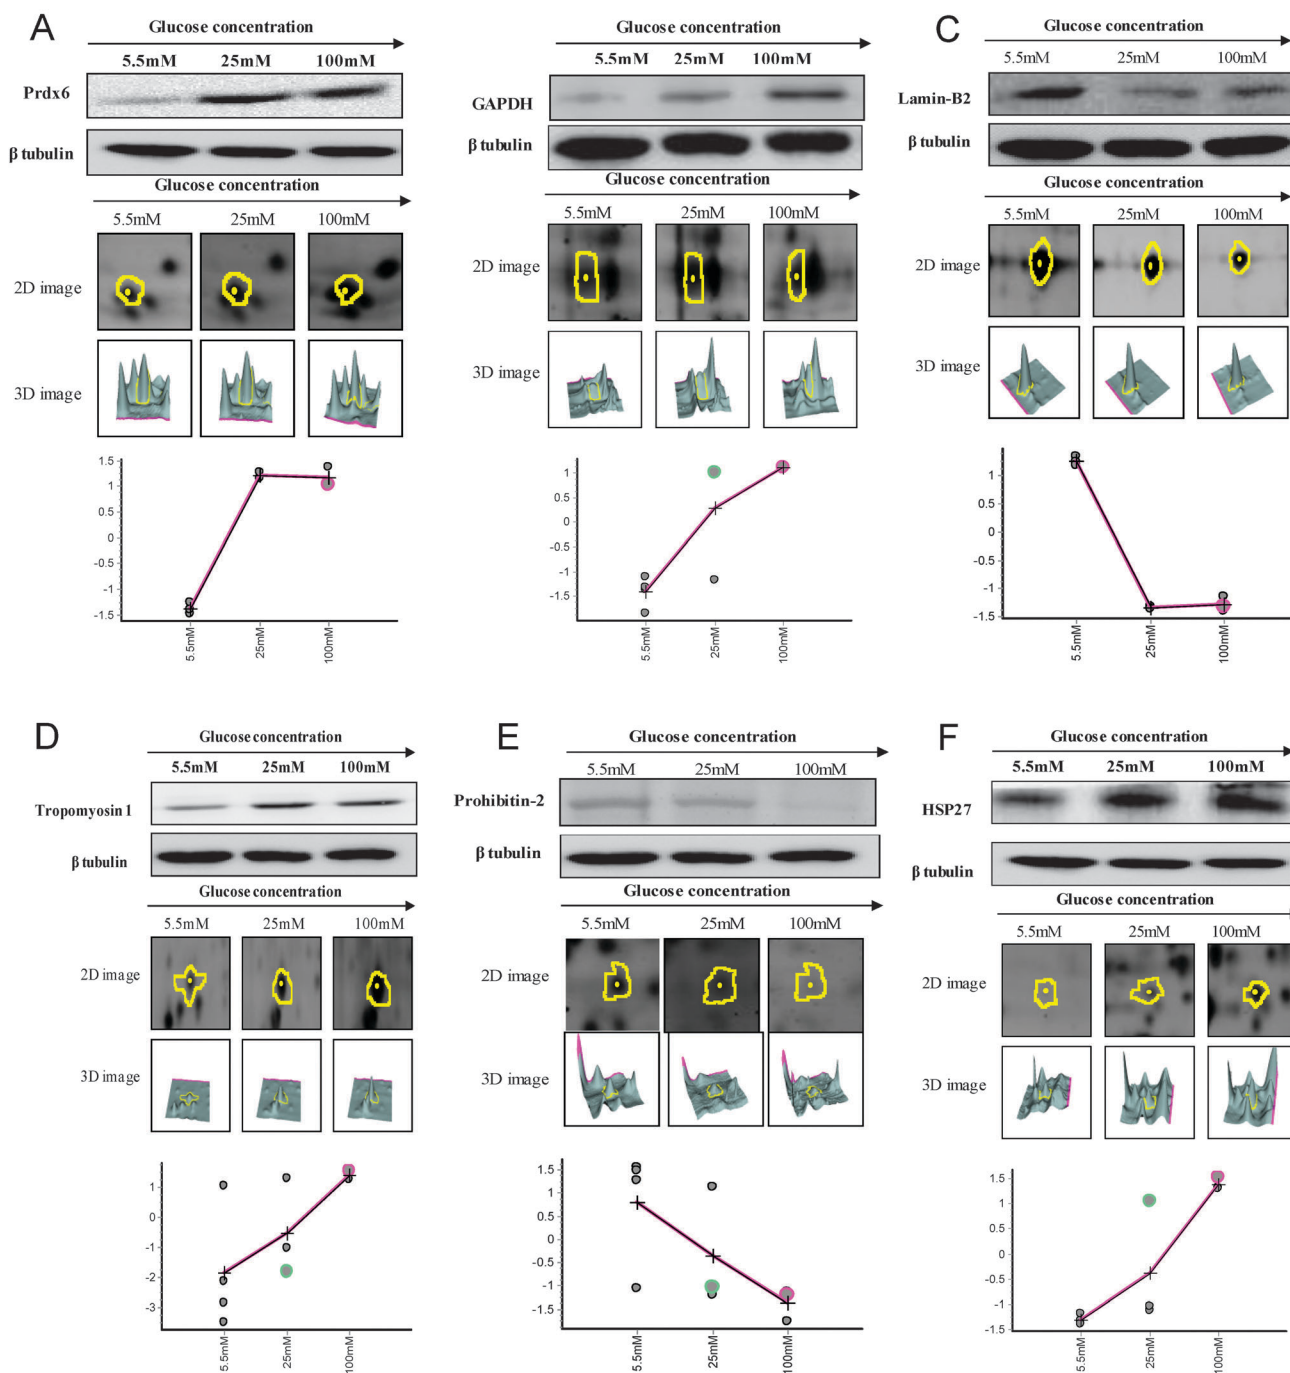 A
Glucose concentration
5.5mM 25mM 100mM
Prdx6
β tubulin
Glucose concentration
5.5mM 25mM 100mM
2D image
3D image
1.5
1
0.5
0
-0.5
-1
-1.5
5.5mM 25mM 100mM
Glucose concentration
5.5mM 25mM 100mM
GAPDH
β tubulin
Glucose concentration
5.5mM 25mM 100mM
2D image
3D image
1
0.5
0
-0.5
-1
-1.5
-2
5.5mM 25mM 100mM
C
Glucose concentration
5.5mM 25mM 100mM
Lamin-B2
β tubulin
Glucose concentration
5.5mM 25mM 100mM
2D image
3D image
1
0.5
0
-0.5
-1
-1.5
5.5mM 25mM 100mM
D
Glucose concentration
5.5mM 25mM 100mM
Tropomyosin 1
β tubulin
Glucose concentration
5.5mM 25mM 100mM
2D image
3D image
1
0
-1
-2
-3
5.5mM 25mM 100mM
E
Glucose concentration
5.5mM 25mM 100mM
Prohibitin-2
β tubulin
Glucose concentration
5.5mM 25mM 100mM
2D image
3D image
1.5
1
0.5
0
-0.5
-1
-1.5
5.5mM 25mM 100mM
F
Glucose concentration
5.5mM 25mM 100mM
HSP27
β tubulin
Glucose concentration
5.5mM 25mM 100mM
2D image
3D image
1.5
1
0.5
0
-0.5
-1
-1.5
5.5mM 25mM 100mM